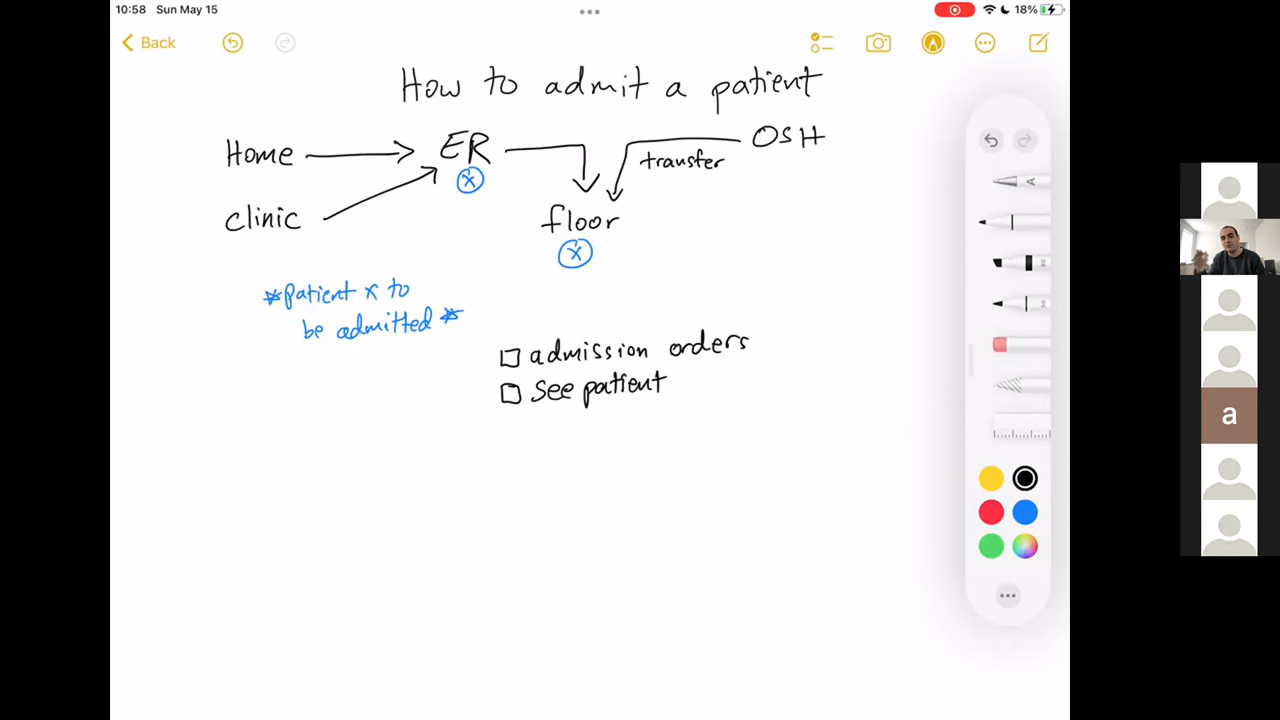 10:58 Sun May 15
18%
Back
How to admit a patient
Home
ER
OSH
transfer
x
clinic
floor
x
*patient x to
be admitted*
admission orders
see patient
A
a